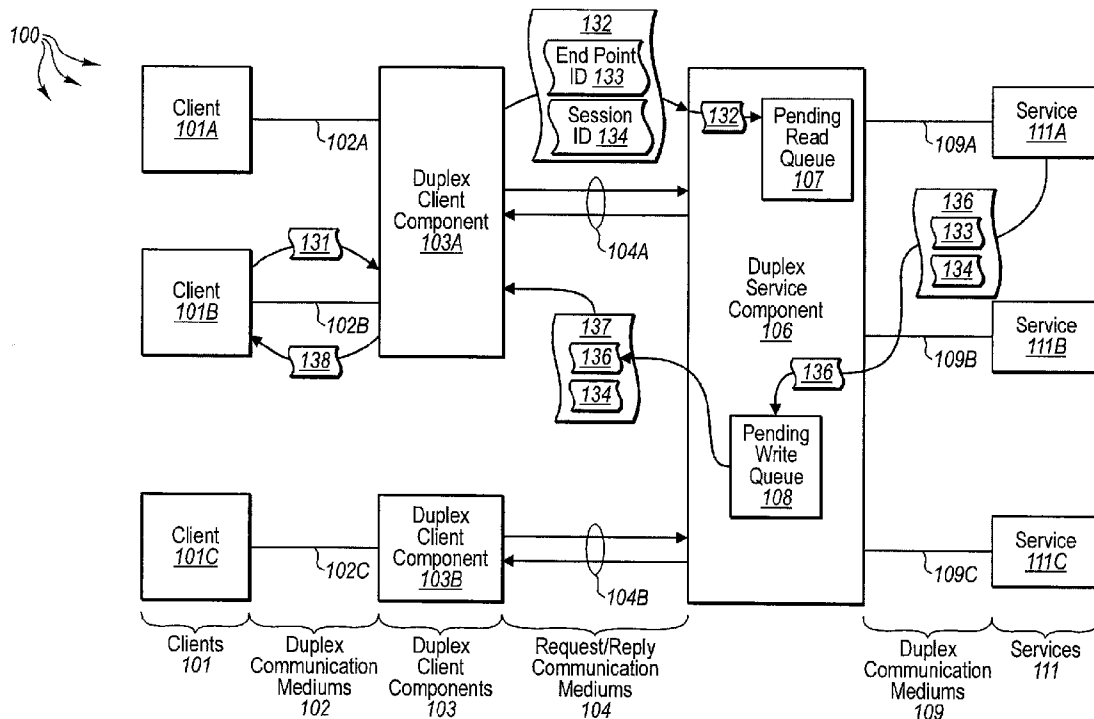 100
132
End Point
ID 133
Session
ID 134
Client
101A
102A
Duplex
Client
Component
103A
104A
132
Pending
Read
Queue
107
109A
Service
111A
136
133
134
131
Client
101B
102B
138
137
136
134
Duplex
Service
Component
106
136
109B
Service
111B
Pending
Write
Queue
108
Client
101C
102C
Duplex
Client
Component
103B
104B
109C
Service
111C
Clients
101
Duplex
Communication
Mediums 102
Duplex
Client
Components
103
Request/Reply
Communication
Mediums 104
Duplex
Communication
Mediums
109
Services
111